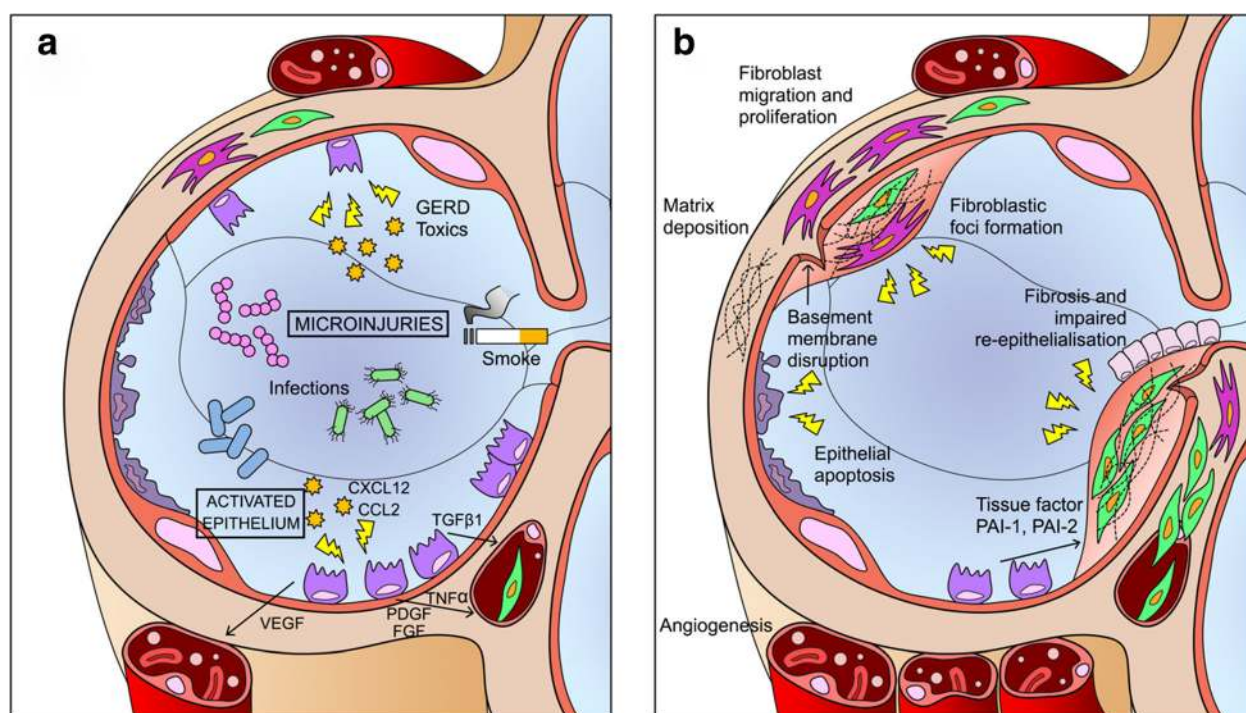 a
GERD
Toxics
MICROINJURIES
Smoke
Infections
ACTIVATED
EPITHELIUM
CXCL12
CCL2
TGFβ1
TNFα
PDGF
FGF
VEGF
b
Fibroblast
migration and
proliferation
Matrix
deposition
Fibroblastic
foci formation
Basement
membrane
disruption
Fibrosis and
impaired
re-epithelialisation
Epithelial
apoptosis
Tissue factor
PAI-1, PAI-2
Angiogenesis